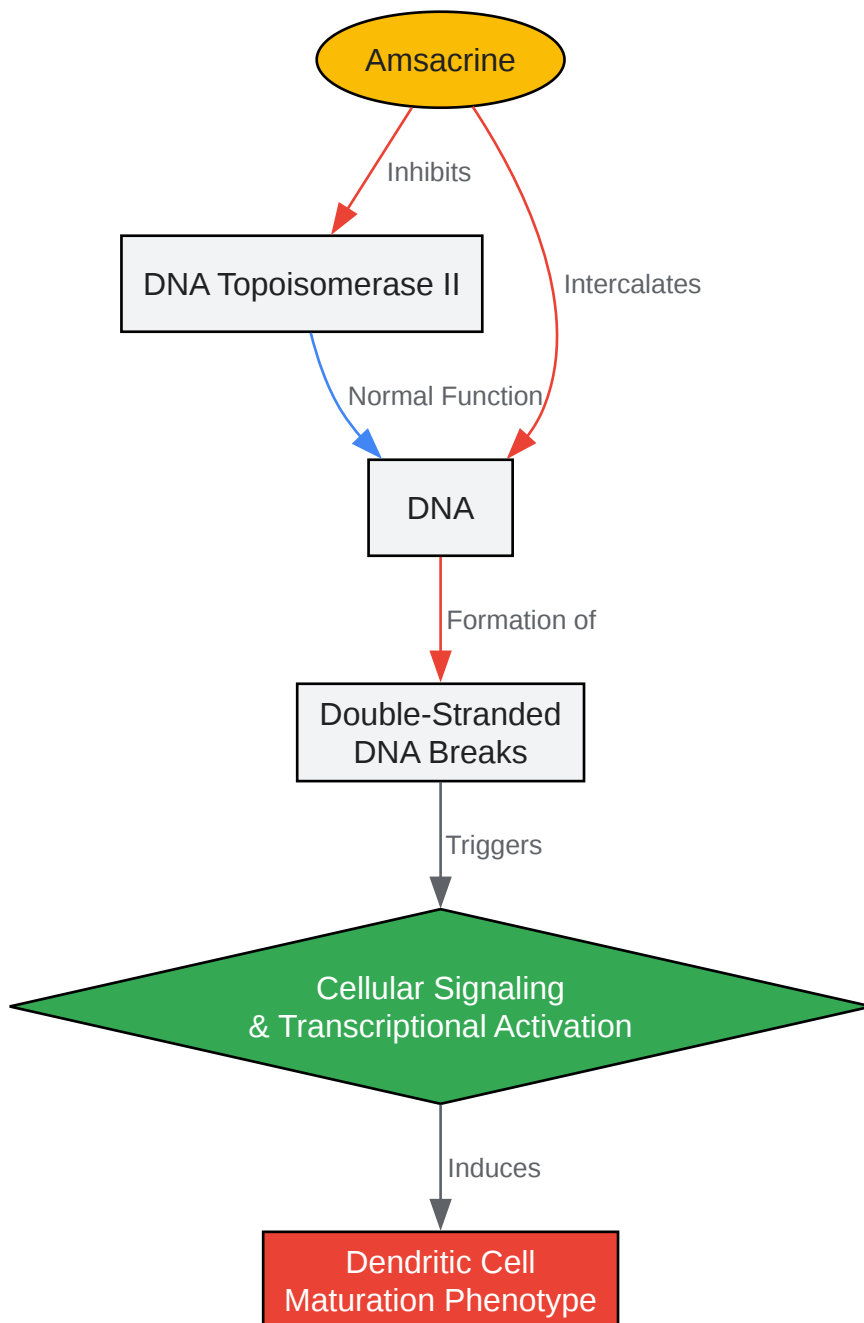 Amsacrine
Inhibits
DNA Topoisomerase II
Intercalates
Normal Function
DNA
Formation of
Double-Stranded
DNA Breaks
Triggers
Cellular Signaling
& Transcriptional Activation
Induces
Dendritic Cell
Maturation Phenotype